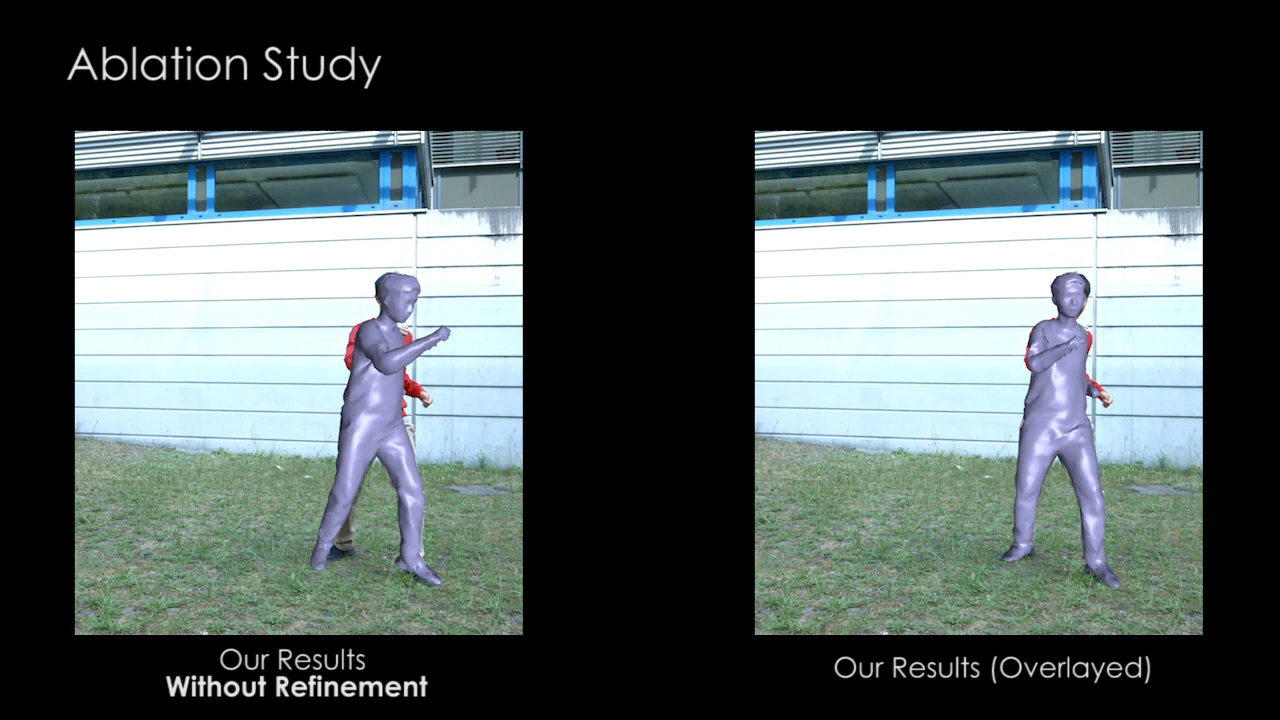 Ablation Study
Our Results
Without Refinement
Our Results (Overlayed)